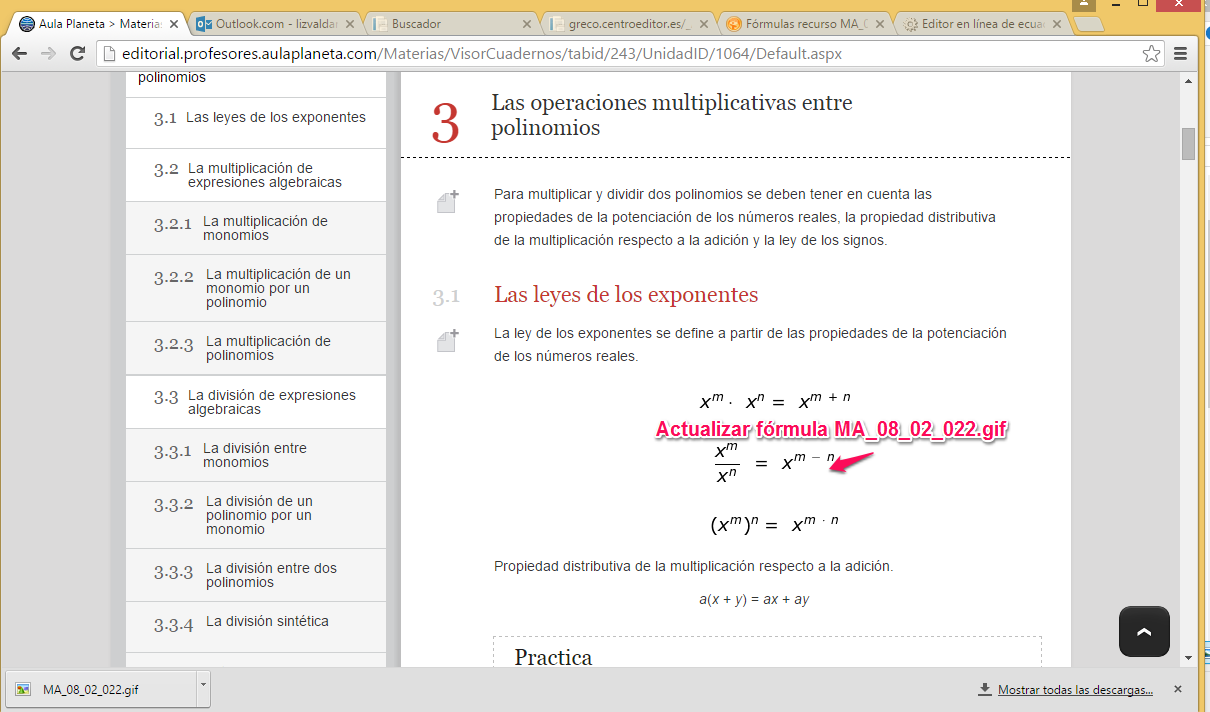 Aula Planeta > Materia
Outlook.com - lizvaldar
Buscador
greco.centroeditor.es/_
Fórmulas recurso MA_0
Editor en línea de ecua
editorial.profesores.aulaplaneta.com/Materias/VisorCuadernos/tabid/243/UnidadID/1064/Default.aspx
polinomios
3.1 Las leyes de los exponentes
3.2 La multiplicación de
expresiones algebraicas
3.2.1 La multiplicación de
monomios
3.2.2 La multiplicación de un
monomio por un
polinomio
3.2.3 La multiplicación de
polinomios
3.3 La división de expresiones
algebraicas
3.3.1 La división entre
monomios
3.3.2 La división de un
polinomio por un
monomio
3.3.3 La división entre dos
polinomios
3.3.4 La división sintética
3 Las operaciones multiplicativas entre
polinomios
Para multiplicar y dividir dos polinomios se deben tener en cuenta las
propiedades de la potenciación de los números reales, la propiedad distributiva
de la multiplicación respecto a la adición y la ley de los signos.
3.1 Las leyes de los exponentes
La ley de los exponentes se define a partir de las propiedades de la potenciación
de los números reales.
x^m · x^n = x^(m + n)
Actualizar fórmula MA_08_02_022.gif
x^m / x^n = x^(m − n)
(x^m)^n = x^(m · n)
Propiedad distributiva de la multiplicación respecto a la adición.
a(x + y) = ax + ay
Practica
MA_08_02_022.gif
Mostrar todas las descargas...